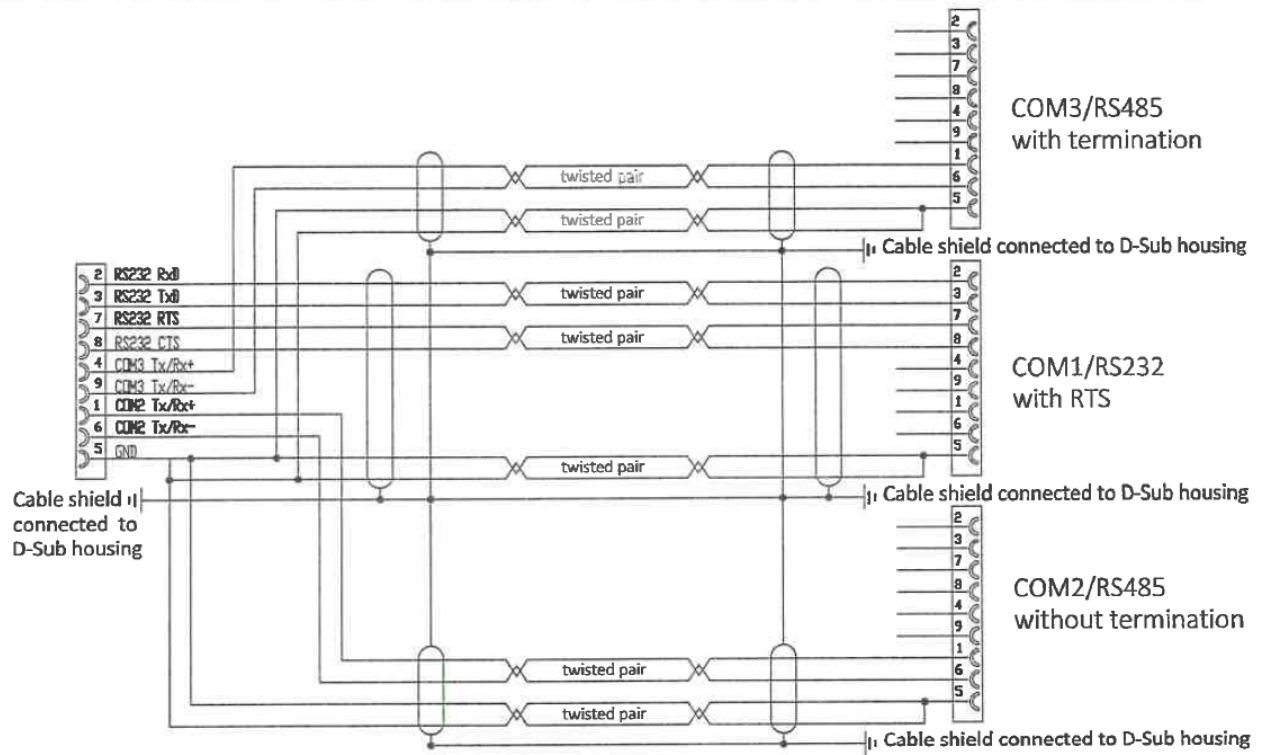 2
3
7
8
4
9
1
6
5
COM3/RS485
with termination
twisted pair
twisted pair
Cable shield connected to D-Sub housing
2 RS232 RxD
3 RS232 TxD
7 RS232 RTS
8 RS232 CTS
4 COM3 Tx/Rx+
9 COM3 Tx/Rx-
1 COM2 Tx/Rx+
6 COM2 Tx/Rx-
5 GND
Cable shield
connected to
D-Sub housing
twisted pair
twisted pair
twisted pair
2
3
7
8
4
9
1
6
5
COM1/RS232
with RTS
Cable shield connected to D-Sub housing
2
3
7
8
4
9
1
6
5
COM2/RS485
without termination
twisted pair
twisted pair
Cable shield connected to D-Sub housing